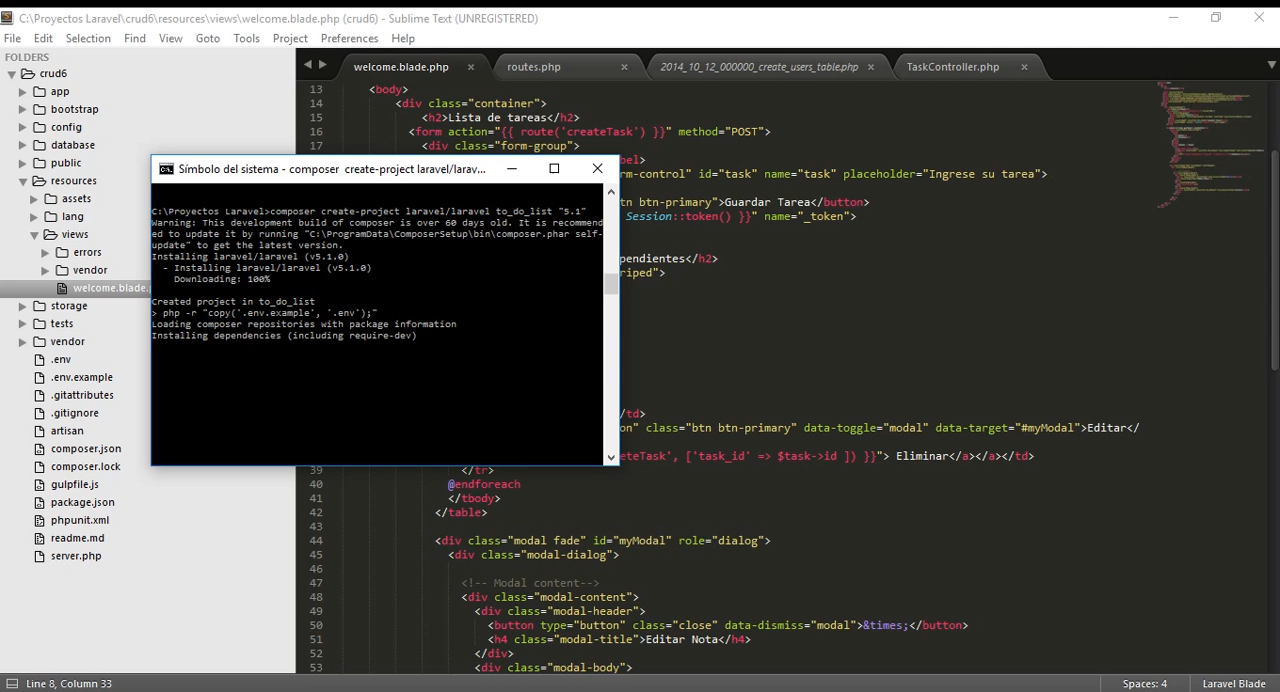 C:\Proyectos Laravel\crud6\resources\views\welcome.blade.php (crud6) - Sublime Text (UNREGISTERED)
File Edit Selection Find View Goto Tools Project Preferences Help
FOLDERS
crud6
app
bootstrap
config
database
public
resources
assets
lang
views
errors
vendor
welcome.blade.
storage
tests
vendor
.env
.env.example
.gitattributes
.gitignore
artisan
composer.json
composer.lock
gulpfile.js
package.json
phpunit.xml
readme.md
server.php
welcome.blade.php × routes.php × 2014_10_12_000000_create_users_table.php × TaskController.php ×
13 <body>
14 <div class="container">
15 <h2>Lista de tareas</h2>
16 <form action="{{ route('createTask') }}" method="POST">
17 <div class="form-group">
bel>
rm-control" id="task" name="task" placeholder="Ingrese su tarea">
tn btn-primary">Guardar Tarea</button>
Session::token() }}" name="_token">
pendientes</h2>
riped">
/td>
on" class="btn btn-primary" data-toggle="modal" data-target="#myModal">Editar</
eteTask', ['task_id' => $task->id ]) }}"> Eliminar</a></a></td>
39 </tr>
40 @endforeach
41 </tbody>
42 </table>
43
44 <div class="modal fade" id="myModal" role="dialog">
45 <div class="modal-dialog">
46
47 <!-- Modal content-->
48 <div class="modal-content">
49 <div class="modal-header">
50 <button type="button" class="close" data-dismiss="modal">&times;</button>
51 <h4 class="modal-title">Editar Nota</h4>
52 </div>
53 <div class="modal-body">
Símbolo del sistema - composer  create-project laravel/larav...
C:\Proyectos Laravel>composer create-project laravel/laravel to_do_list "5.1"
Warning: This development build of composer is over 60 days old. It is recommend
ed to update it by running "C:\ProgramData\ComposerSetup\bin\composer.phar self-
update" to get the latest version.
Installing laravel/laravel (v5.1.0)
- Installing laravel/laravel (v5.1.0)
Downloading: 100%
Created project in to_do_list
> php -r "copy('.env.example', '.env');"
Loading composer repositories with package information
Installing dependencies (including require-dev)
Line 8, Column 33
Spaces: 4
Laravel Blade